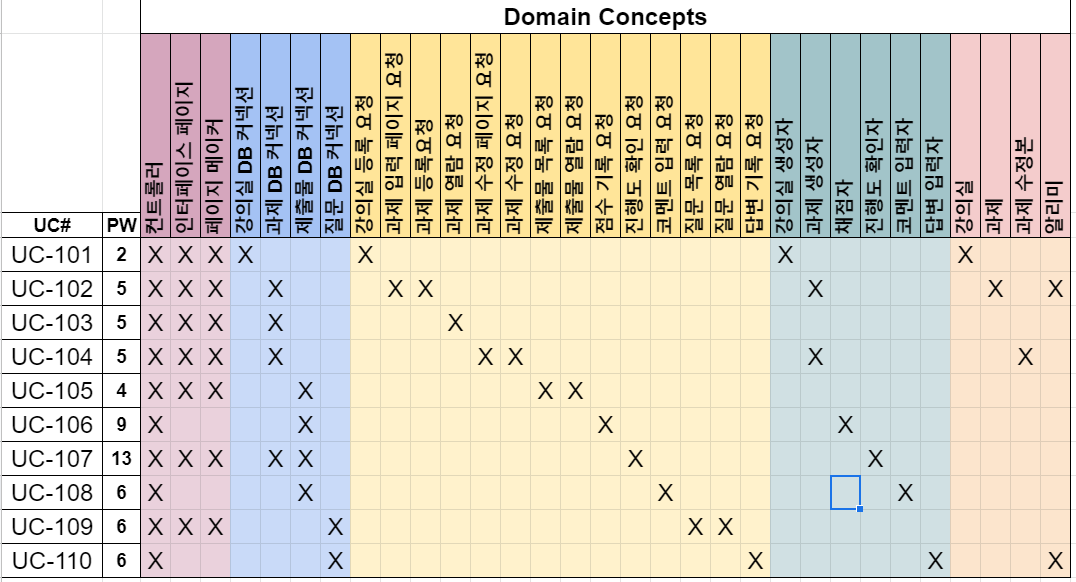 Domain Concepts
UC# PW 컨트롤러 인터페이스 페이지 페이지 메이커 강의실 DB 커넥션 과제 DB 커넥션 제출물 DB 커넥션 질문 DB 커넥션 강의실 등록 요청 과제 입력 페이지 요청 과제 등록요청 과제 열람 요청 과제 수정 페이지 요청 과제 수정 요청 제출물 목록 요청 제출물 열람 요청 점수 기록 요청 진행도 확인 요청 코멘트 입력 요청 질문 목록 요청 질문 열람 요청 답변 기록 요청 강의실 생성자 과제 생성자 채점자 진행도 확인자 코멘트 입력자 답변 입력자 강의실 과제 과제 수정본 알리미
UC-101 2 X X X X X X X
UC-102 5 X X X X X X X X X
UC-103 5 X X X X X
UC-104 5 X X X X X X X X
UC-105 4 X X X X X X
UC-106 9 X X X X
UC-107 13 X X X X X X X
UC-108 6 X X X X
UC-109 6 X X X X X X
UC-110 6 X X X X X